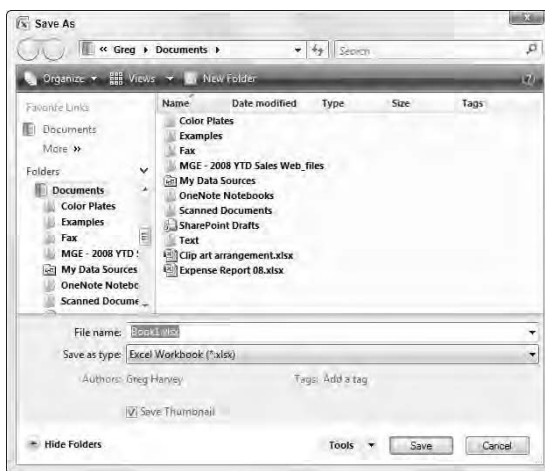 Save As
« Greg ▸ Documents ▸
Search
Organize Views New Folder
Favorite Links
Documents
More »
Folders
Documents
Color Plates
Examples
Fax
MGE - 2008 YTD
My Data Sources
OneNote Notebo
Scanned Docume
Name Date modified Type Size Tags
Color Plates
Examples
Fax
MGE - 2008 YTD Sales Web_files
My Data Sources
OneNote Notebooks
Scanned Documents
SharePoint Drafts
Text
Clip art arrangement.xlsx
Expense Report 08.xlsx
File name: Book1.xlsx
Save as type: Excel Workbook (*.xlsx)
Authors: Greg Harvey Tags: Add a tag
Save Thumbnail
Hide Folders Tools Save Cancel